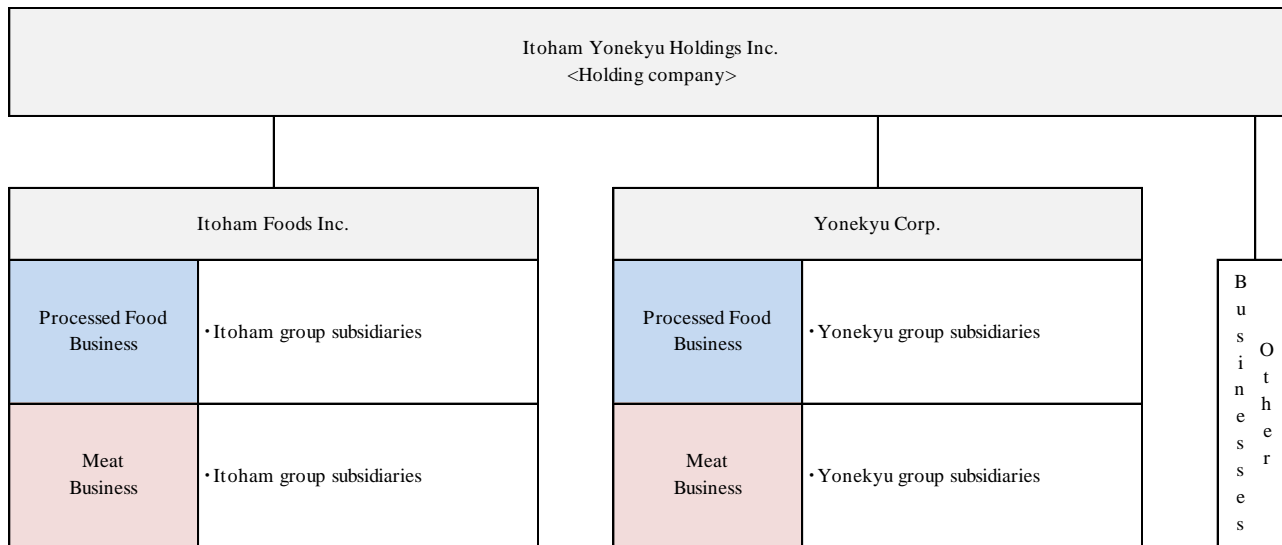 Itoham Yonekyu Holdings Inc.
<Holding company>
Itoham Foods Inc.
Processed Food
Business
・Itoham group subsidiaries
Meat
Business
・Itoham group subsidiaries
Yonekyu Corp.
Processed Food
Business
・Yonekyu group subsidiaries
Meat
Business
・Yonekyu group subsidiaries
Other
Businesses